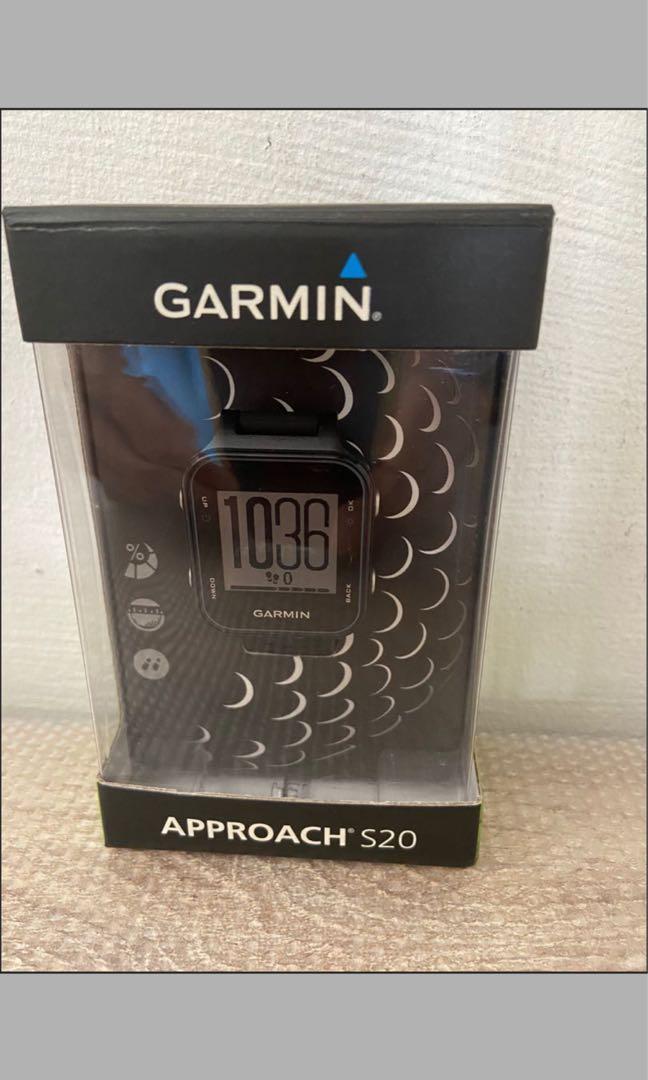 GARMIN®
UP
OK
1036
0
DOWN
BACK
GARMIN
%
APPROACH® S20